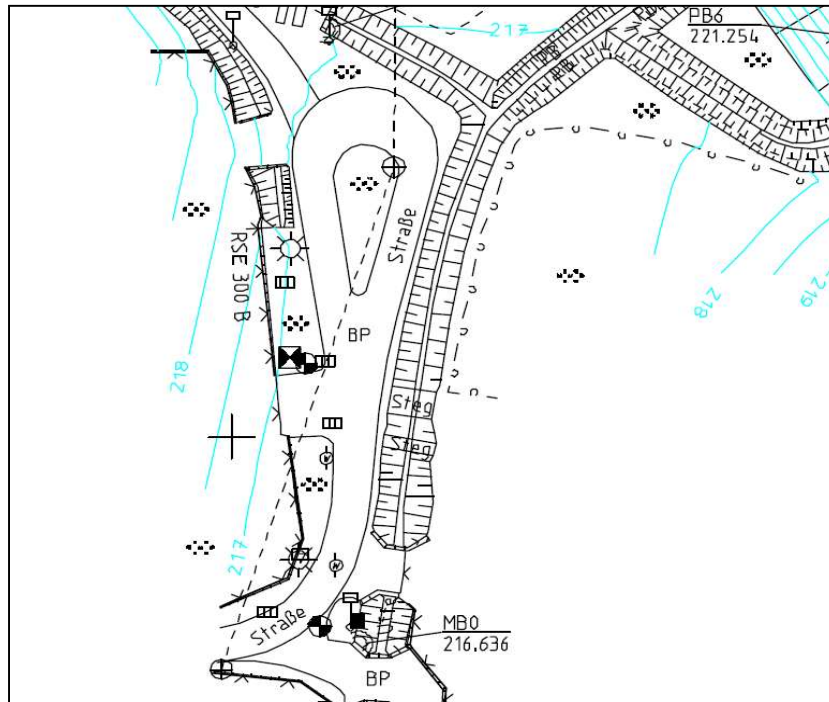 PB6
221.254
217
Straße
RSE 300 B
218
219
BP
218
Steg
Steg
217
Straße
MB0
216.636
BP